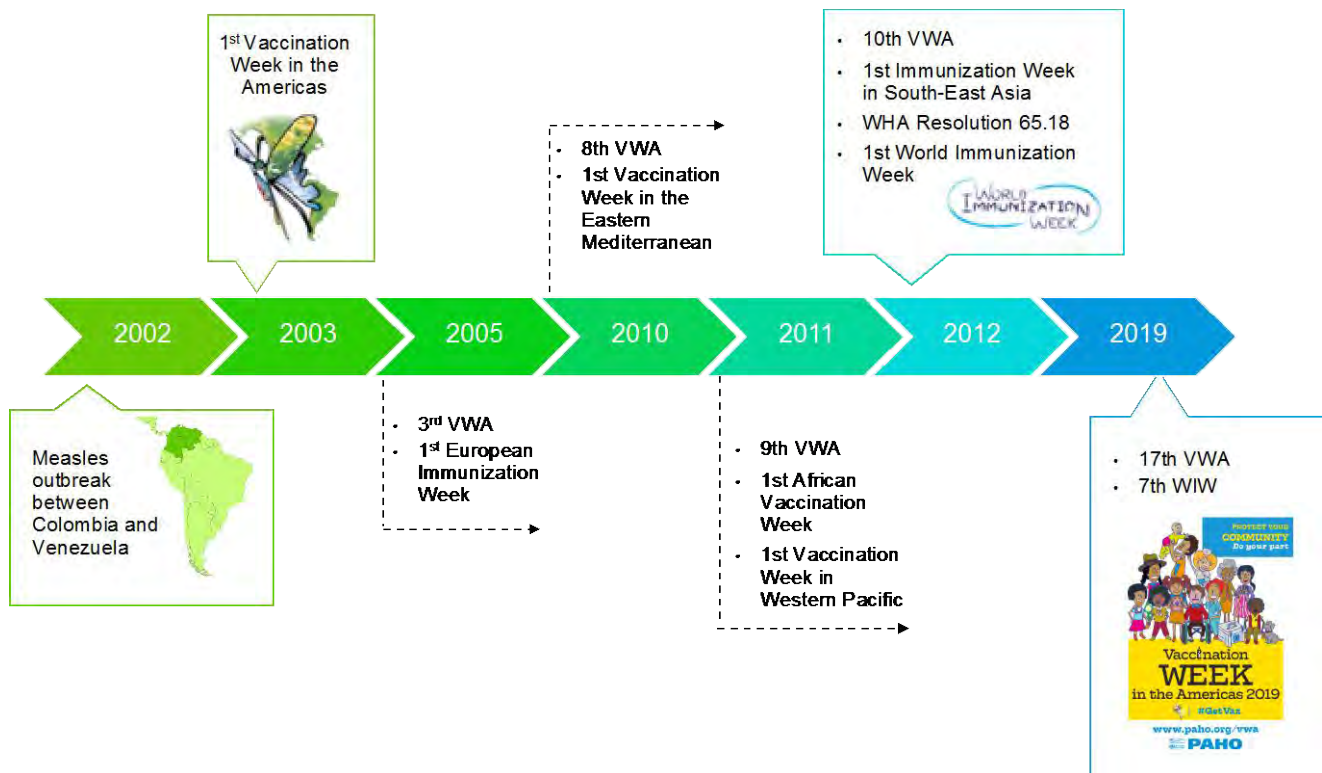 1st Vaccination
Week in the
Americas
• 8th VWA
• 1st Vaccination
Week in the
Eastern
Mediterranean
• 10th VWA
• 1st Immunization Week
in South-East Asia
• WHA Resolution 65.18
• 1st World Immunization
Week
WORLD
IMMUNIZATION
WEEK
2002
2003
2005
2010
2011
2012
2019
Measles
outbreak
between
Colombia and
Venezuela
• 3rd VWA
• 1st European
Immunization
Week
• 9th VWA
• 1st African
Vaccination
Week
• 1st Vaccination
Week in
Western Pacific
• 17th VWA
• 7th WIW
PROTECT YOUR
COMMUNITY
Do your part
Vaccination
WEEK
in the Americas 2019
#GetVax
www.paho.org/vwa
PAHO